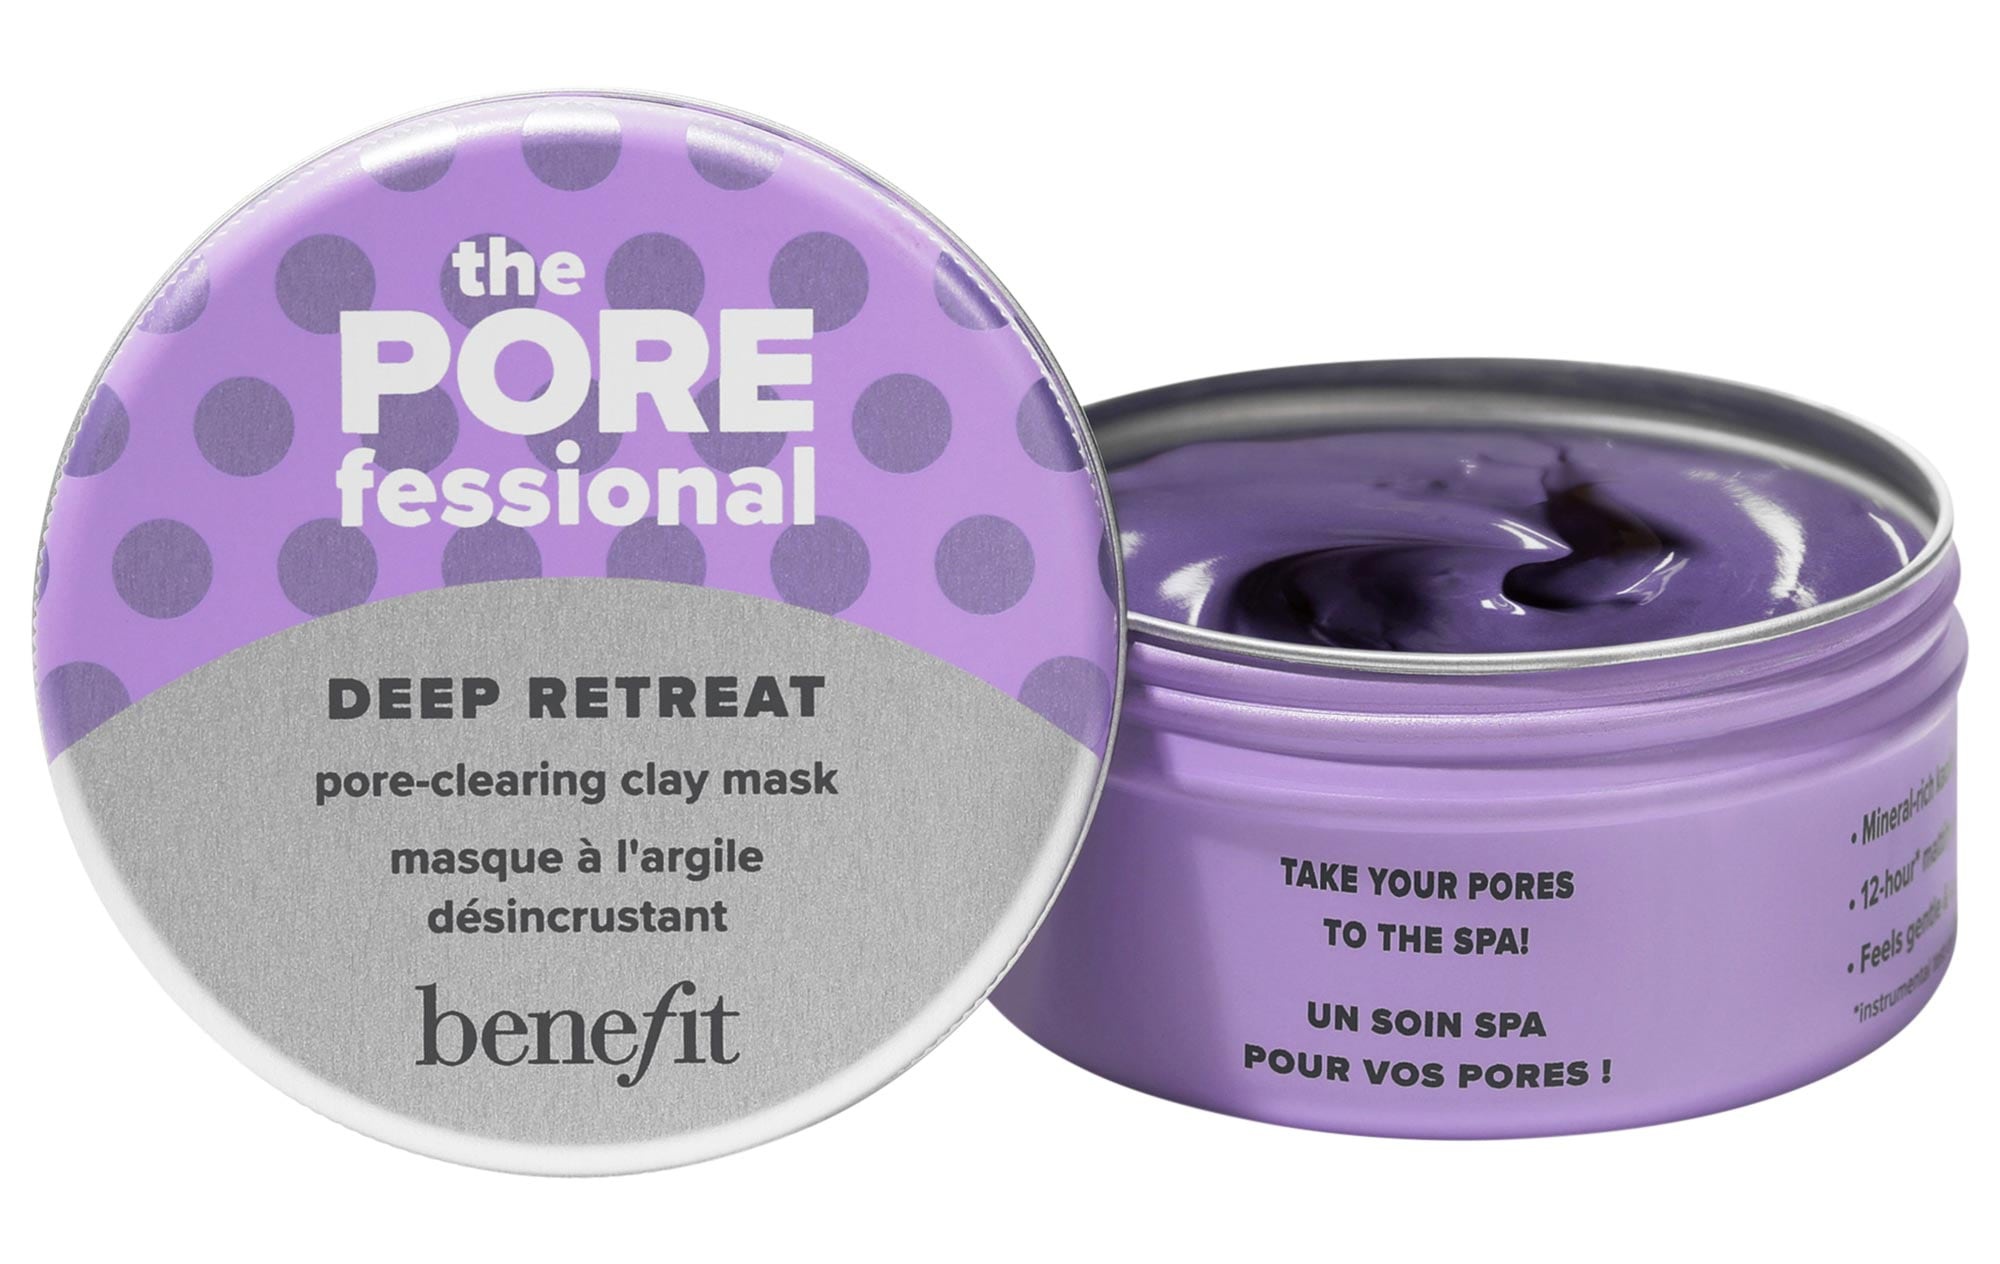 the
PORE
fessional
DEEP RETREAT
pore-clearing clay mask
masque à l'argile
désincrustant
benefit
TAKE YOUR PORES
TO THE SPA!
UN SOIN SPA
POUR VOS PORES !
• Mineral-rich
• 12-hour*
• Feels gentle &
*instrumental